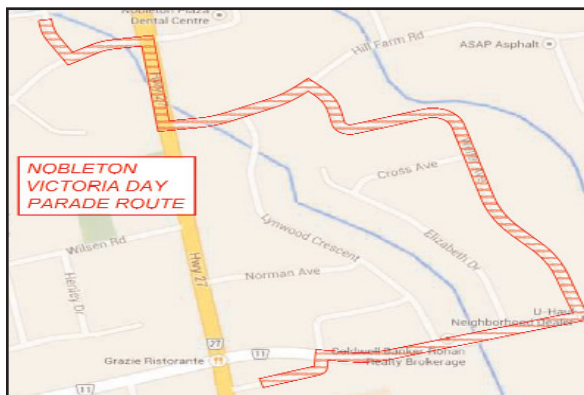 Nobleton Plaza
Dental Centre
Hill Farm Rd
ASAP Asphalt
NOBLETON
VICTORIA DAY
PARADE ROUTE
Cross Ave
Wilsen Rd
Lynwood Crescent
Elizabeth Dr
Henley Dr
Hwy 27
Norman Ave
U-Haul
Neighborhood Dealer
27
11
Grazie Ristorante
Coldwell Banker Ronan
Realty Brokerage
11